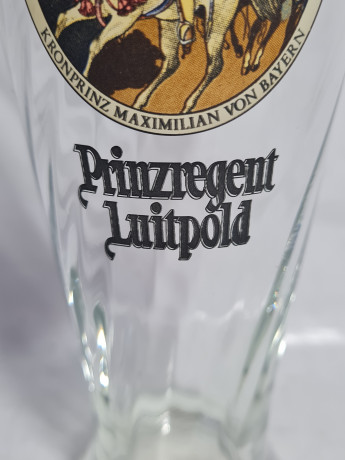 KRONPRINZ MAXIMILIAN VON BAYERN
Prinzregent
Luitpold